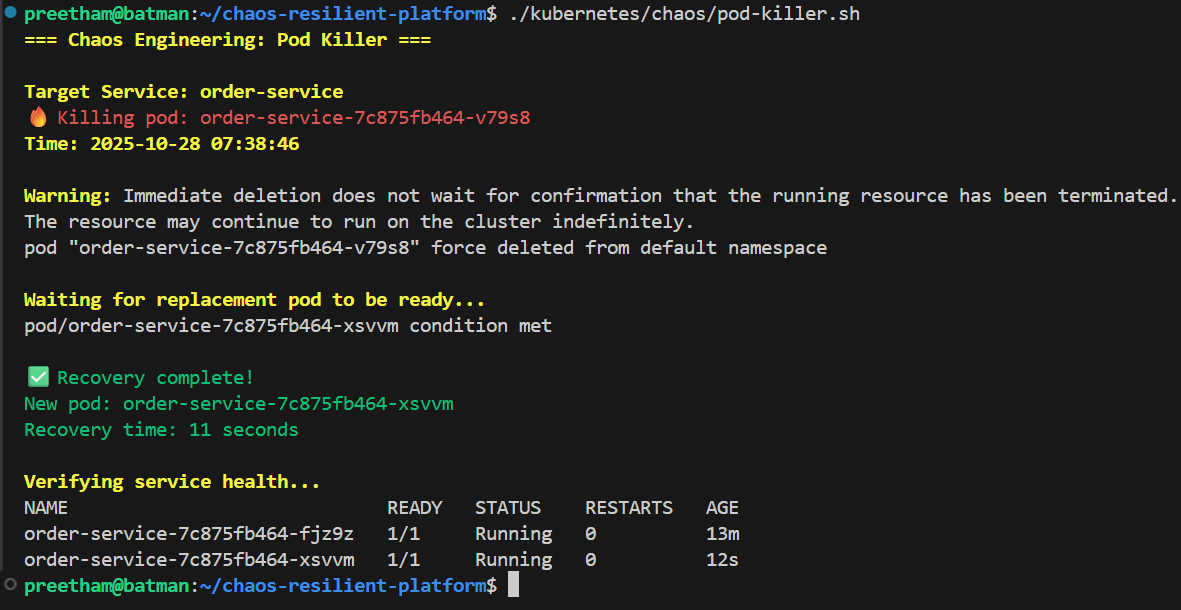 preetham@batman:~/chaos-resilient-platform$ ./kubernetes/chaos/pod-killer.sh
=== Chaos Engineering: Pod Killer ===
Target Service: order-service
🔥 Killing pod: order-service-7c875fb464-v79s8
Time: 2025-10-28 07:38:46
Warning: Immediate deletion does not wait for confirmation that the running resource has been terminated.
The resource may continue to run on the cluster indefinitely.
pod "order-service-7c875fb464-v79s8" force deleted from default namespace
Waiting for replacement pod to be ready...
pod/order-service-7c875fb464-xsvvm condition met
✅ Recovery complete!
New pod: order-service-7c875fb464-xsvvm
Recovery time: 11 seconds
Verifying service health...
NAME READY STATUS RESTARTS AGE
order-service-7c875fb464-fjz9z 1/1 Running 0 13m
order-service-7c875fb464-xsvvm 1/1 Running 0 12s
preetham@batman:~/chaos-resilient-platform$